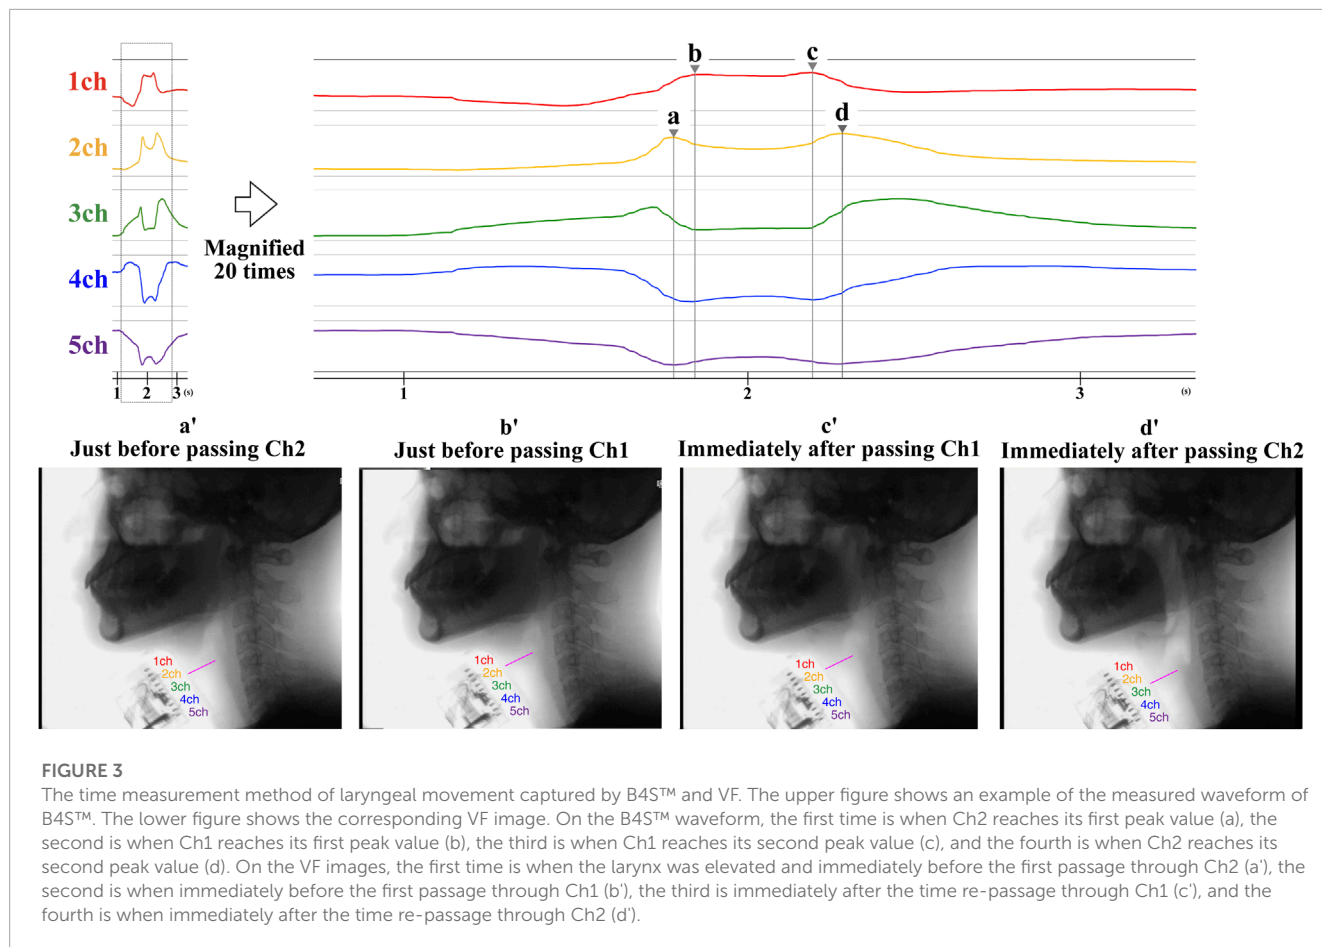 b
c
1ch
a
d
2ch
3ch
Magnified
20 times
4ch
5ch
1 2 3 (s)
1 2 3 (s)
a'
Just before passing Ch2
b'
Just before passing Ch1
c'
Immediately after passing Ch1
d'
Immediately after passing Ch2
1ch
2ch
3ch
4ch
5ch
1ch
2ch
3ch
4ch
5ch
1ch
2ch
3ch
4ch
5ch
1ch
2ch
3ch
4ch
5ch
FIGURE 3
The time measurement method of laryngeal movement captured by B4S™ and VF. The upper figure shows an example of the measured waveform of
B4S™. The lower figure shows the corresponding VF image. On the B4S™ waveform, the first time is when Ch2 reaches its first peak value (a), the
second is when Ch1 reaches its first peak value (b), the third is when Ch1 reaches its second peak value (c), and the fourth is when Ch2 reaches its
second peak value (d). On the VF images, the first time is when the larynx was elevated and immediately before the first passage through Ch2 (a'), the
second is when immediately before the first passage through Ch1 (b'), the third is immediately after the time re-passage through Ch1 (c'), and the
fourth is when immediately after the time re-passage through Ch2 (d').